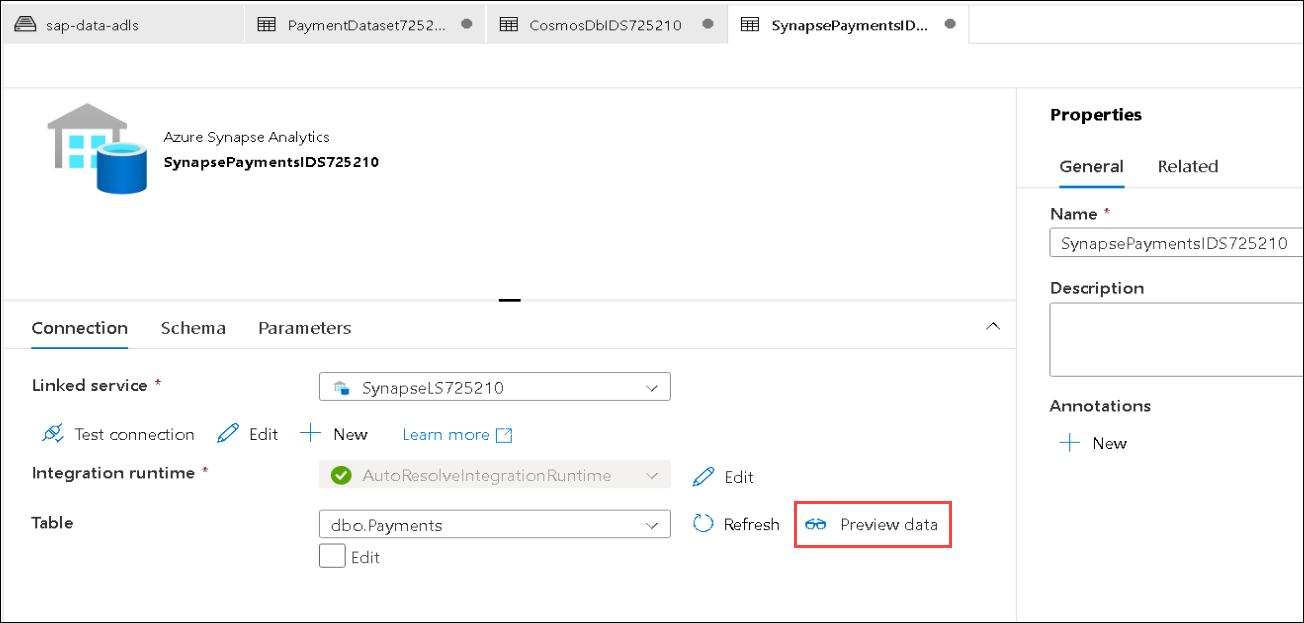 sap-data-adls
PaymentDataset7252...
CosmosDbIDS725210
SynapsePaymentsID...
Azure Synapse Analytics
SynapsePaymentsIDS725210
Properties
General Related
Name *
SynapsePaymentsIDS725210
Description
Annotations
New
Connection Schema Parameters
Linked service *
SynapseLS725210
Test connection Edit New Learn more
Integration runtime *
AutoResolveIntegrationRuntime
Edit
Table
dbo.Payments
Refresh
Preview data
Edit